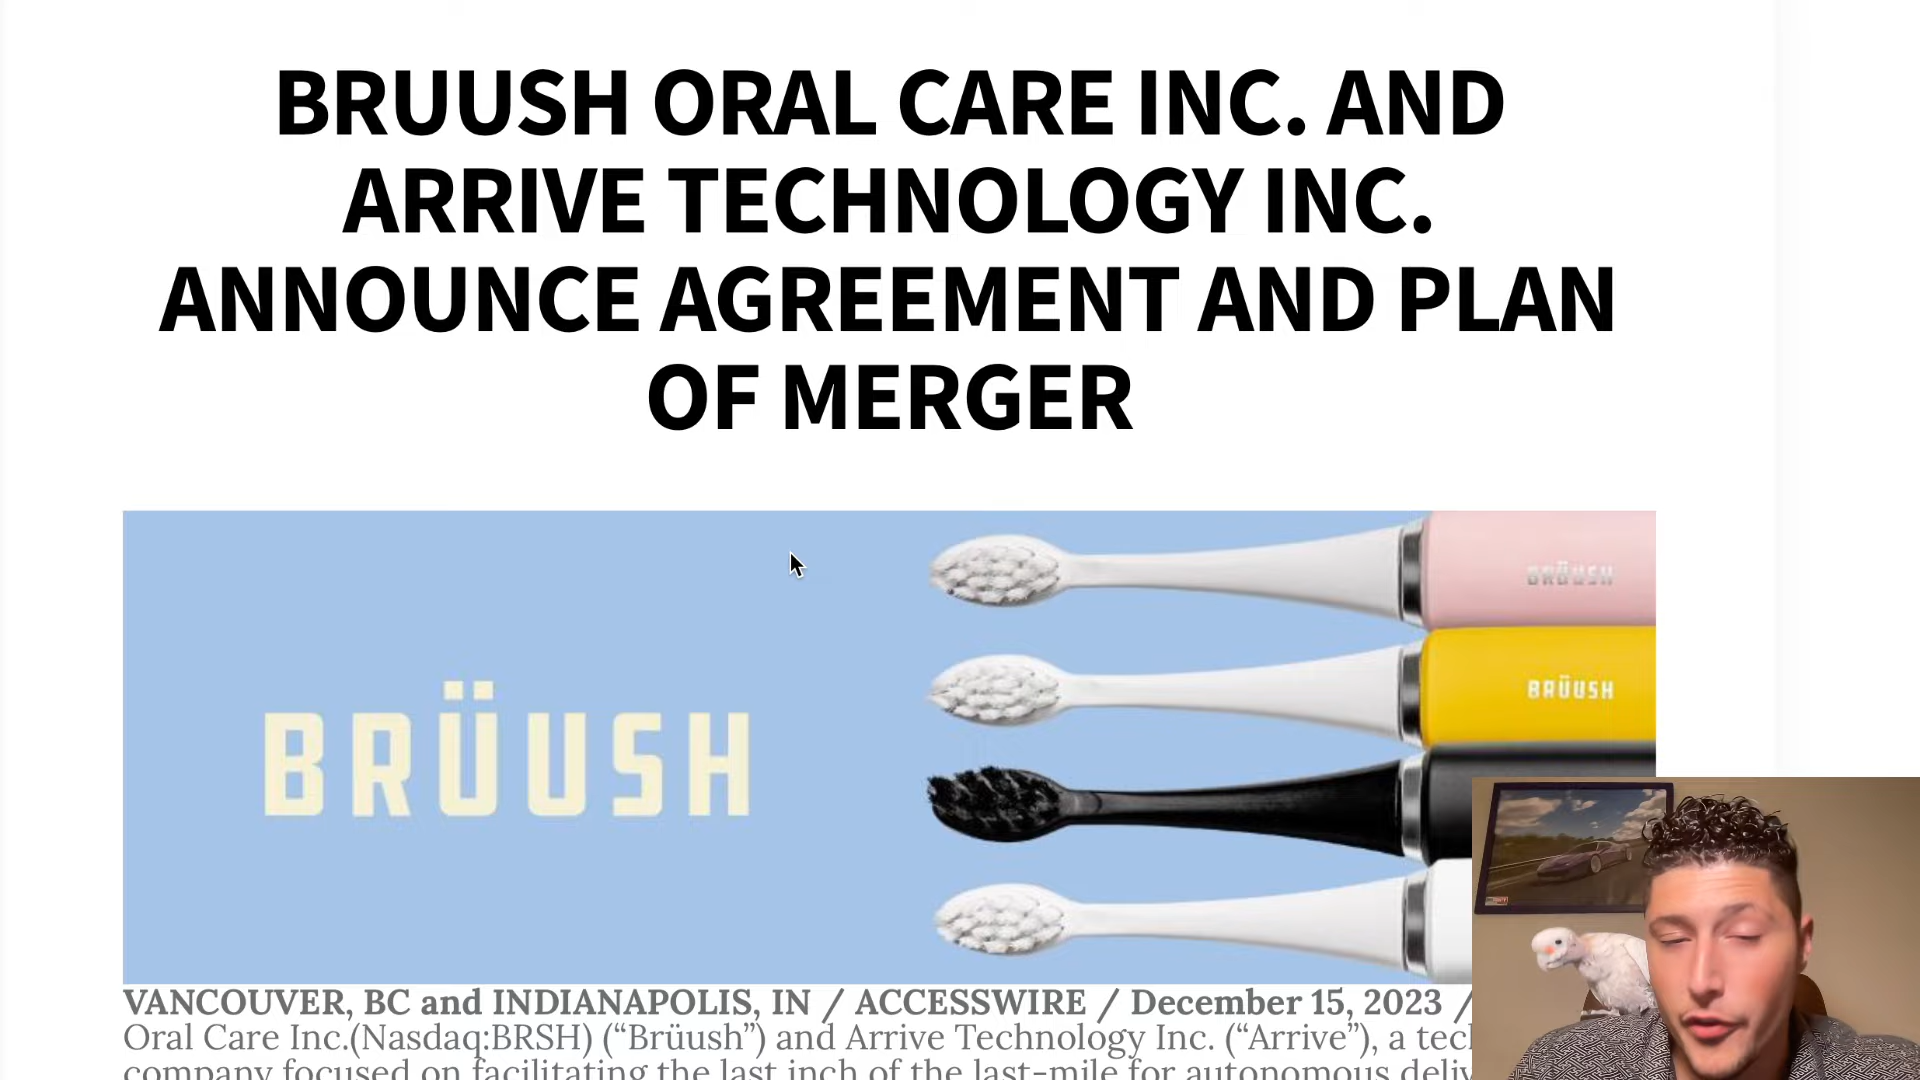 BRUUSH ORAL CARE INC. AND
ARRIVE TECHNOLOGY INC.
ANNOUNCE AGREEMENT AND PLAN
OF MERGER
BRÜUSH
BRÜUSH
BRÜUSH
VANCOUVER, BC and INDIANAPOLIS, IN / ACCESSWIRE / December 15, 2023 /
Oral Care Inc.(Nasdaq:BRSH) (“Brüush”) and Arrive Technology Inc. (“Arrive”), a tec
company focused on facilitating the last inch of the last-mile for autonomous deliv